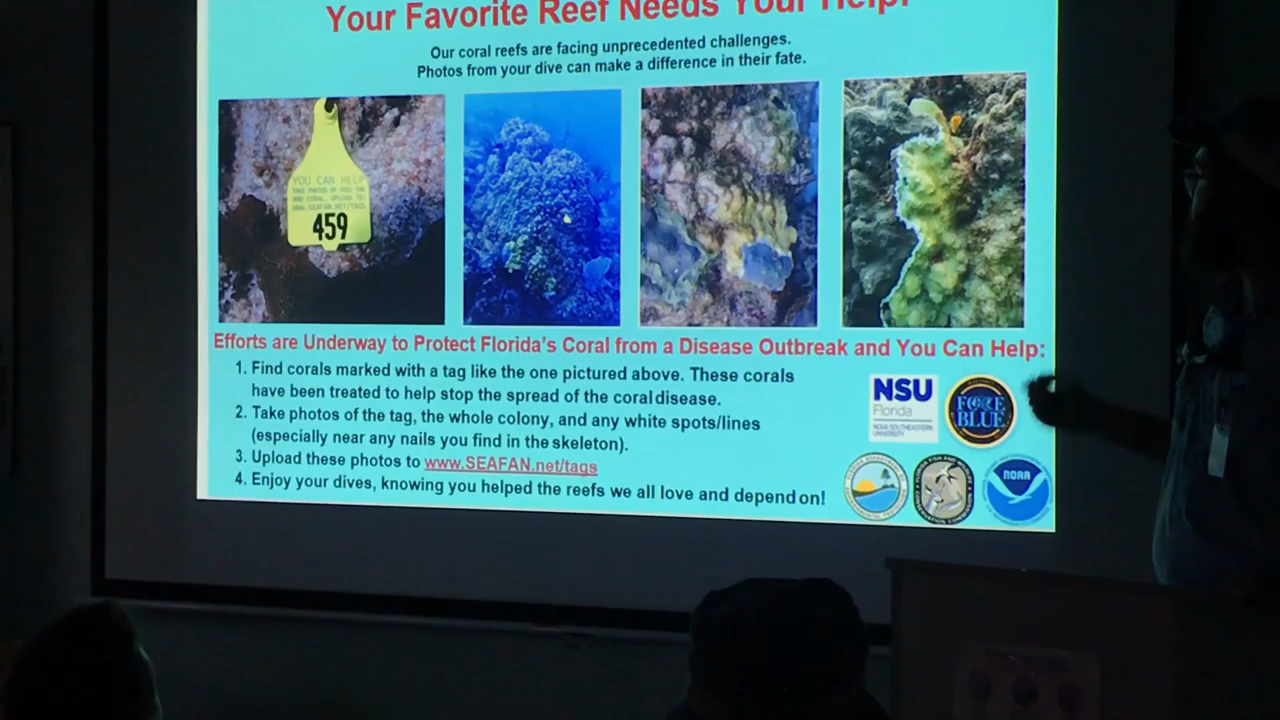 Your Favorite Reef Needs Your Help!
Our coral reefs are facing unprecedented challenges.
Photos from your dive can make a difference in their fate.
YOU CAN HELP
TAKE PHOTOS OF THIS TAG
AND CORAL. UPLOAD TO:
WWW.SEAFAN.NET/TAGS
459
Efforts are Underway to Protect Florida's Coral from a Disease Outbreak and You Can Help:
1. Find corals marked with a tag like the one pictured above. These corals
have been treated to help stop the spread of the coral disease.
2. Take photos of the tag, the whole colony, and any white spots/lines
(especially near any nails you find in the skeleton).
3. Upload these photos to www.SEAFAN.net/tags
4. Enjoy your dives, knowing you helped the reefs we all love and depend on!
NSU
Florida
NOVA SOUTHEASTERN
UNIVERSITY
FORCE
BLUE
NOAA